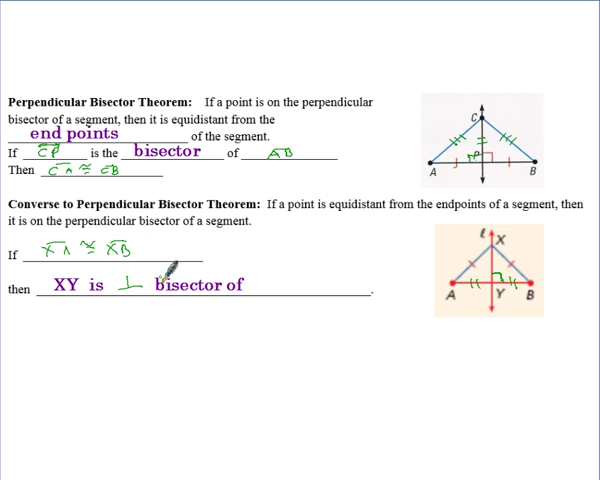 Perpendicular Bisector Theorem: If a point is on the perpendicular
bisector of a segment, then it is equidistant from the
end points of the segment.
If CP is the bisector of AB
Then CA ≅ CB
C
P
A
B
Converse to Perpendicular Bisector Theorem: If a point is equidistant from the endpoints of a segment, then
it is on the perpendicular bisector of a segment.
If XA ≅ XB
then XY is ⊥ bisector of .
ℓ
X
A
Y
B